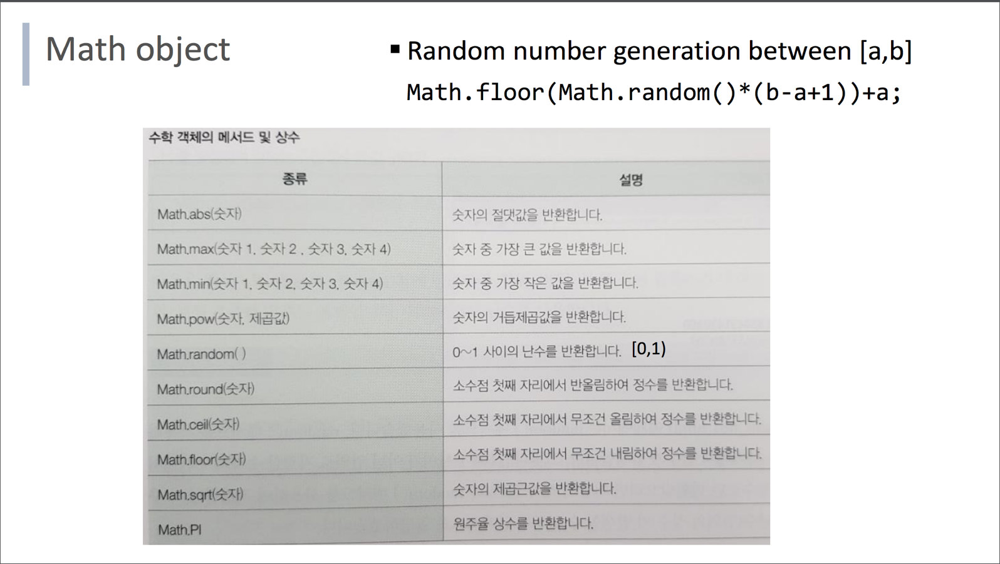 Math object
▪ Random number generation between [a,b]
Math.floor(Math.random()*(b-a+1))+a;
수학 객체의 메서드 및 상수
종류 설명
Math.abs(숫자) 숫자의 절댓값을 반환합니다.
Math.max(숫자 1, 숫자 2 , 숫자 3, 숫자 4) 숫자 중 가장 큰 값을 반환합니다.
Math.min(숫자 1, 숫자 2, 숫자 3, 숫자 4) 숫자 중 가장 작은 값을 반환합니다.
Math.pow(숫자, 제곱값) 숫자의 거듭제곱값을 반환합니다.
Math.random( ) 0~1 사이의 난수를 반환합니다. [0,1)
Math.round(숫자) 소수점 첫째 자리에서 반올림하여 정수를 반환합니다.
Math.ceil(숫자) 소수점 첫째 자리에서 무조건 올림하여 정수를 반환합니다.
Math.floor(숫자) 소수점 첫째 자리에서 무조건 내림하여 정수를 반환합니다.
Math.sqrt(숫자) 숫자의 제곱근값을 반환합니다.
Math.PI 원주율 상수를 반환합니다.